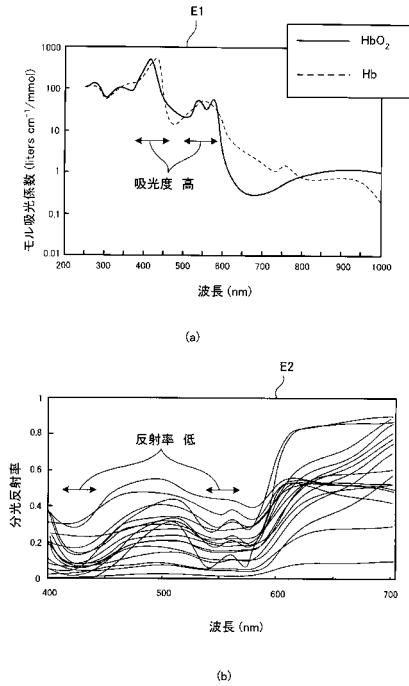 E1
HbO2
Hb
モル吸光係数 (liters cm⁻¹/mmol)
1000
100
10
1
0.1
0.01
吸光度 高
200 300 400 500 600 700 800 900 1000
波長 (nm)
(a)
E2
分光反射率
1
0.8
0.6
0.4
0.2
0
反射率 低
400 500 600 700
波長 (nm)
(b)